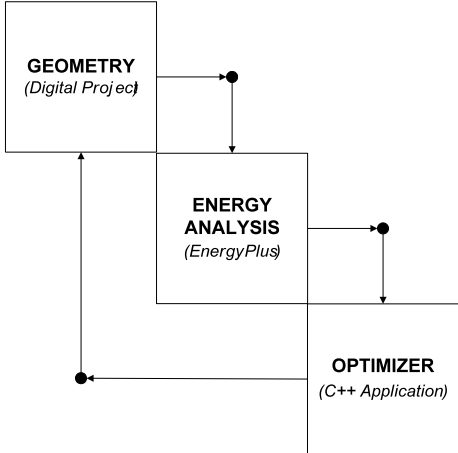 GEOMETRY
(Digital Project)
ENERGY
ANALYSIS
(EnergyPlus)
OPTIMIZER
(C++ Application)